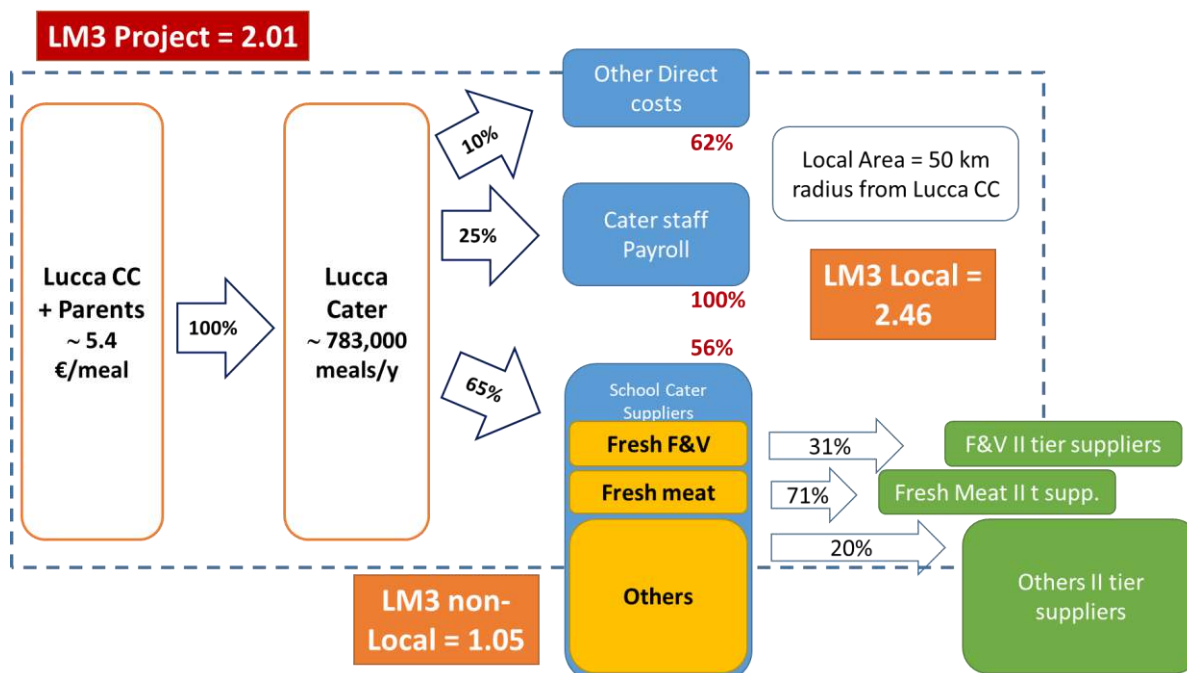 LM3 Project = 2.01
Lucca CC
+ Parents
~ 5.4
€/meal
100%
Lucca
Cater
~ 783,000
meals/y
10%
25%
65%
Other Direct
costs
62%
Cater staff
Payroll
100%
56%
School Cater
Suppliers
Fresh F&V
Fresh meat
Others
Local Area = 50 km
radius from Lucca CC
LM3 Local =
2.46
31%
71%
20%
F&V II tier suppliers
Fresh Meat II t supp.
Others II tier
suppliers
LM3 non-
Local = 1.05